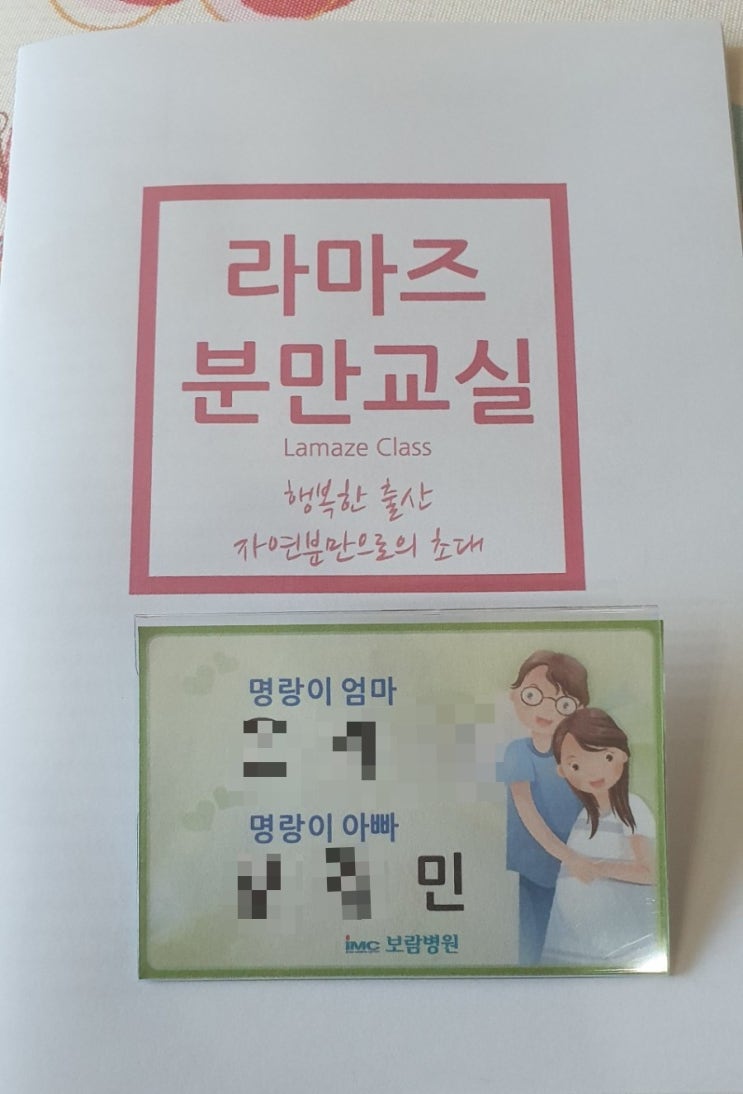 라마즈
분만교실
Lamaze Class
행복한 출산
자연분만으로의 초대
명랑이 엄마
명랑이 아빠
민
iMC 보람병원